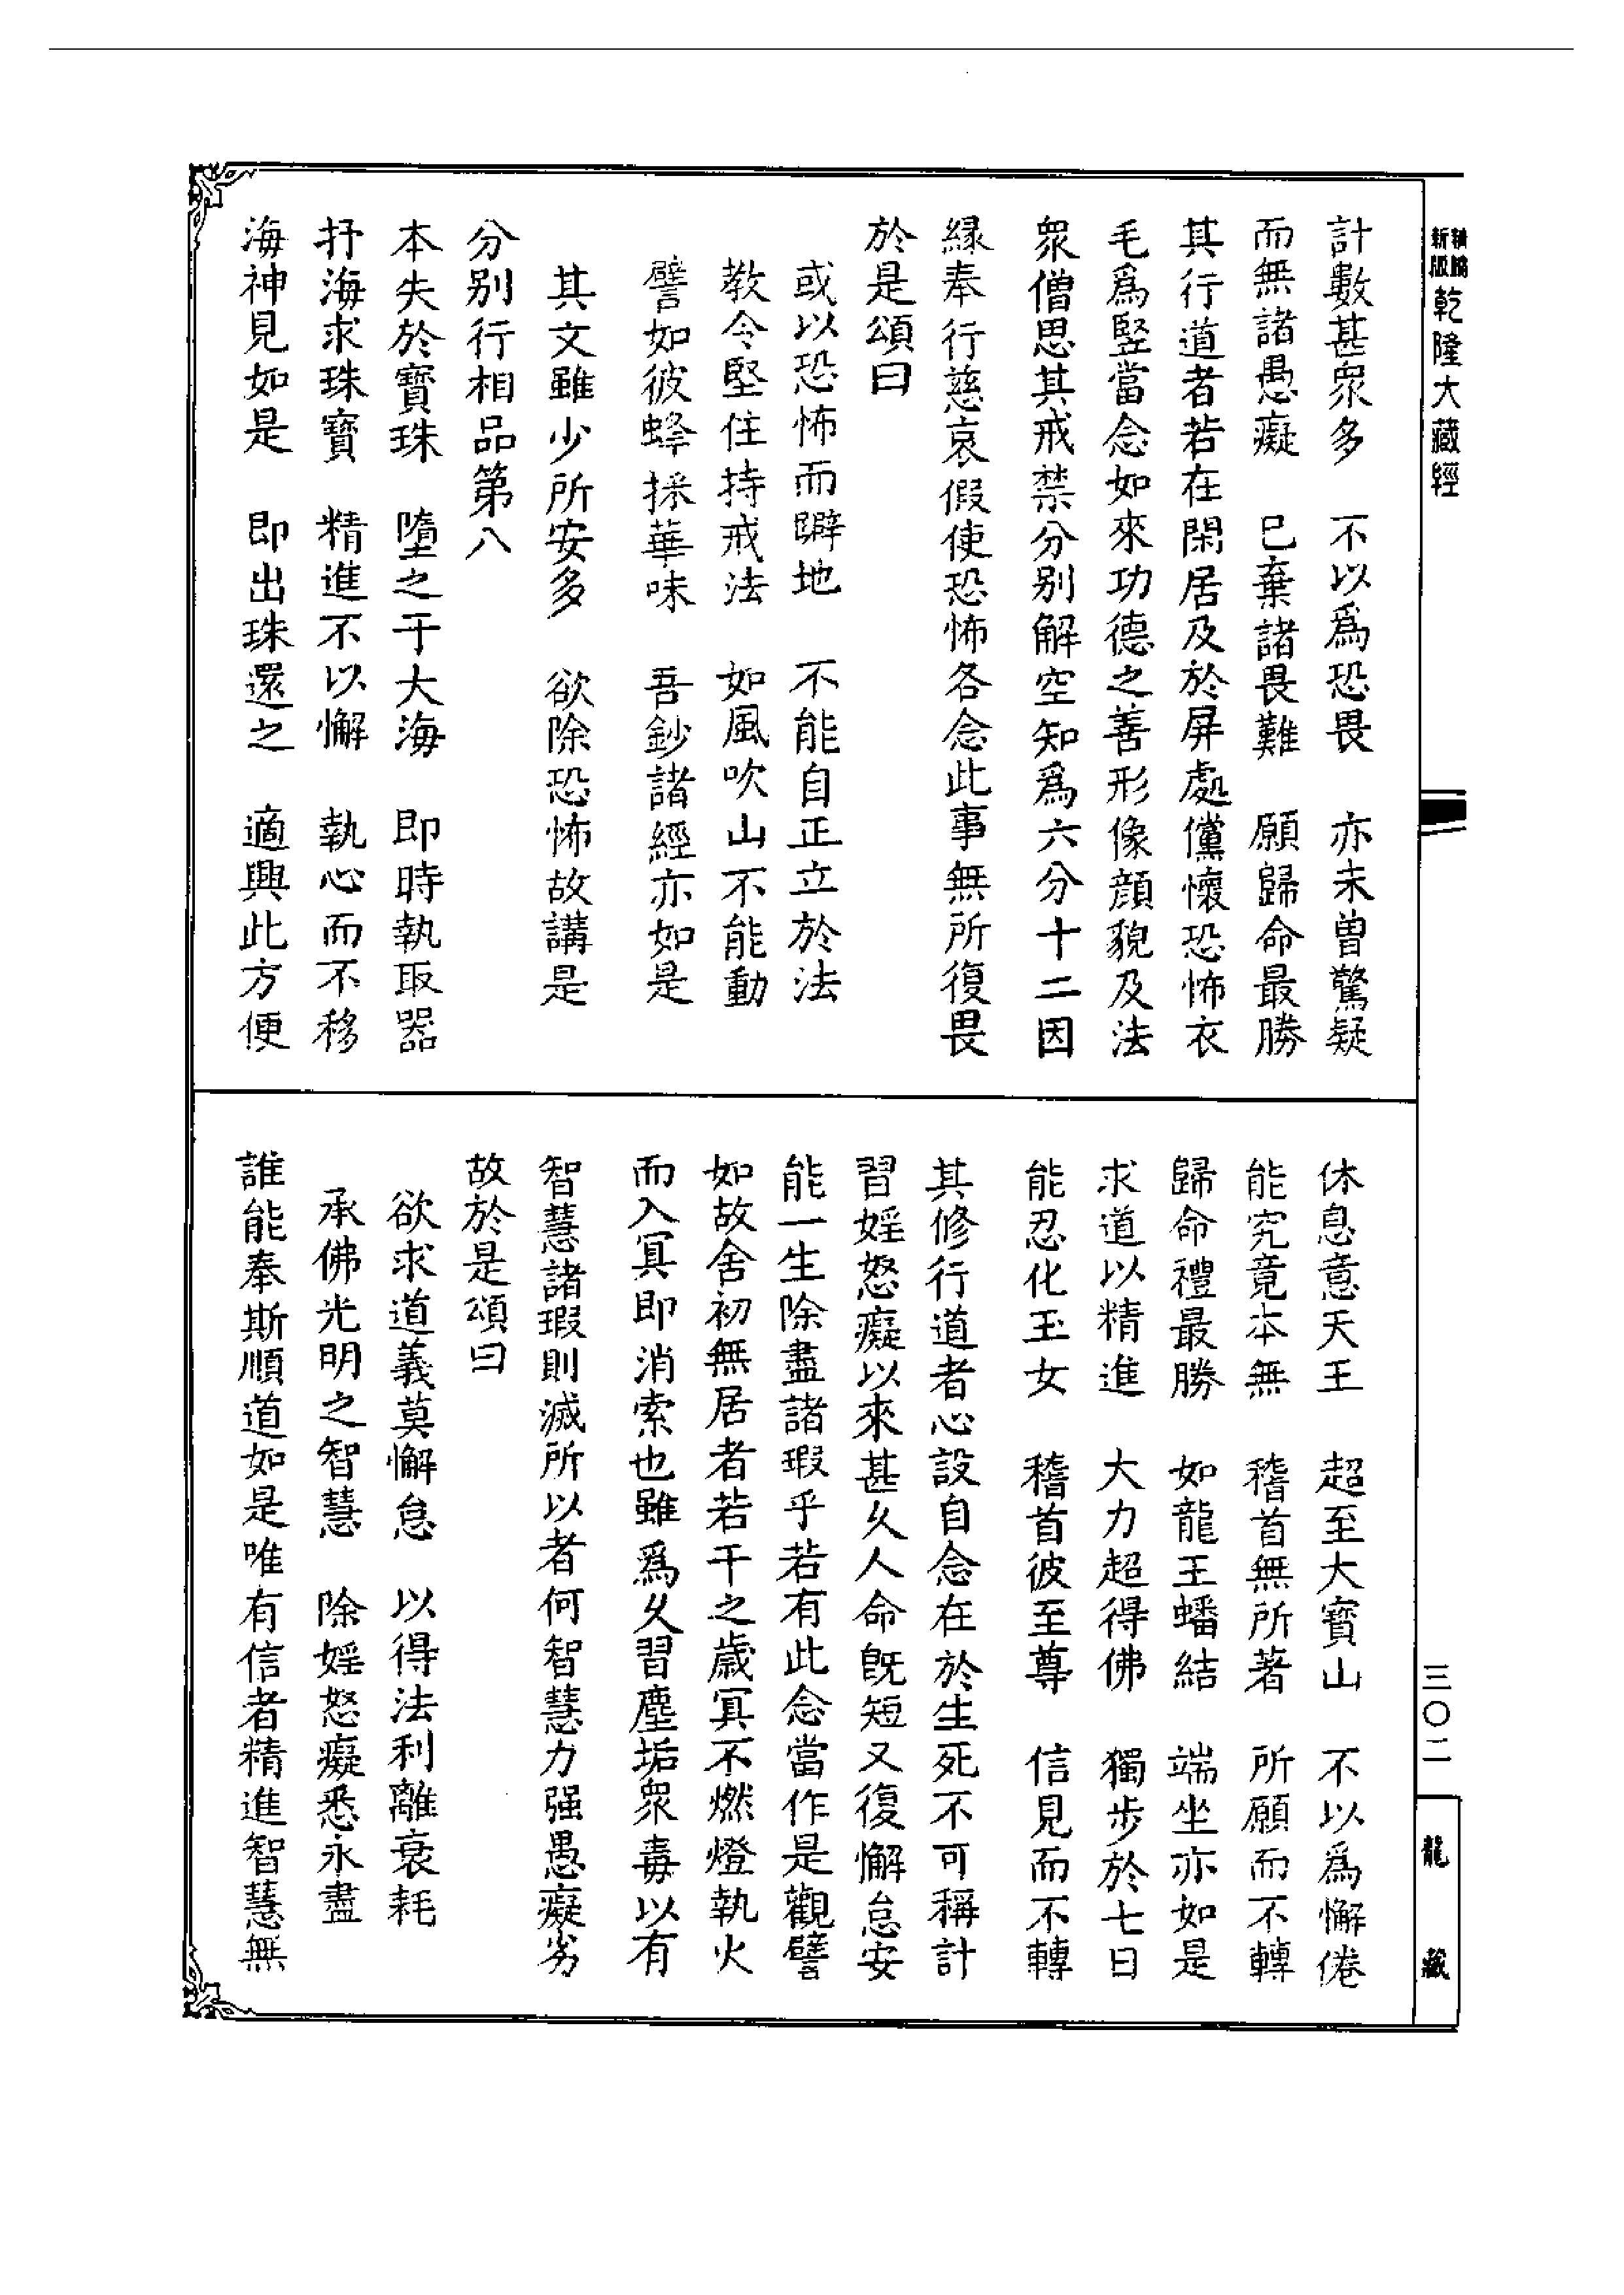 新版
精縮
乾隆大藏經
計數甚衆多　不以爲恐畏　亦未曾驚疑
而無諸愚癡　已棄諸畏難　願歸命最勝
其行道者若在閑居及於屏處儻懷恐怖衣
毛爲竪當念如來功德之善形像顔貌及法
衆僧思其戒禁分别解空知爲六分十二因
緣奉行慈哀假使恐怖各念此事無所復畏
於是頌曰
或以恐怖而躃地　不能自正立於法
教令堅住持戒法　如風吹山不能動
譬如彼蜂採華味　吾鈔諸經亦如是
其文雖少所安多　欲除恐怖故講是
分别行相品第八
本失於寶珠　墮之于大海　即時執取器
抒海求珠寶　精進不以懈　執心而不移
海神見如是　即出珠還之　適興此方便
休息意天王　超至大寶山　不以爲懈倦
能究竟本無　稽首無所著　所願而不轉
歸命禮最勝　如龍王蟠結　端坐亦如是
求道以精進　大力超得佛　獨步於七日
能忍化玉女　稽首彼至尊　信見而不轉
其修行道者心設自念在於生死不可稱計
習婬怒癡以來甚久人命既短又復懈怠安
能一生除盡諸瑕乎若有此念當作是觀譬
如故舍初無居者若干之歲冥不燃燈執火
而入冥即消索也雖爲久習塵垢衆毒以有
智慧諸瑕則滅所以者何智慧力强愚癡劣
故於是頌曰
欲求道義莫懈怠　以得法利離衰耗
承佛光明之智慧　除婬怒癡悉永盡
誰能奉斯順道如是唯有信者精進智慧無
三〇二
龍藏